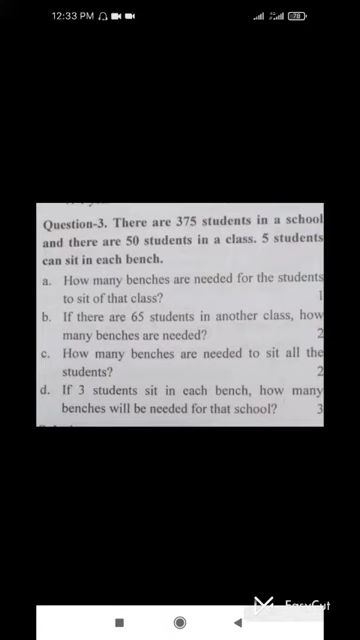 12:33 PM
78
Question-3. There are 375 students in a school
and there are 50 students in a class. 5 students
can sit in each bench.
a. How many benches are needed for the students
to sit of that class? 1
b. If there are 65 students in another class, how
many benches are needed? 2
c. How many benches are needed to sit all the
students? 2
d. If 3 students sit in each bench, how many
benches will be needed for that school? 3
EasyCut